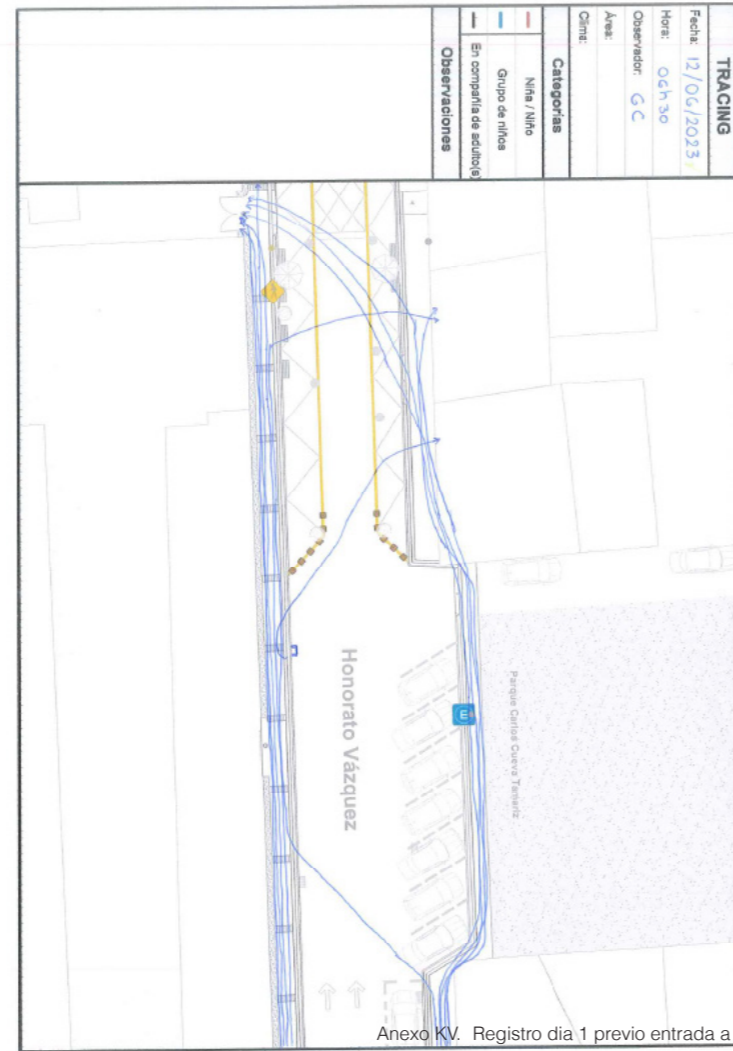 TRACING
Fecha: 12/06/2023
Hora: 06h30
Observador: GC
Área:
Clima:
Categorías
Niña / Niño
Grupo de niños
En compañía de adulto(s)
Observaciones
Honorato Vázquez
Parque Carlos Cueva Tamariz
Anexo KV. Registro dia 1 previo entrada a